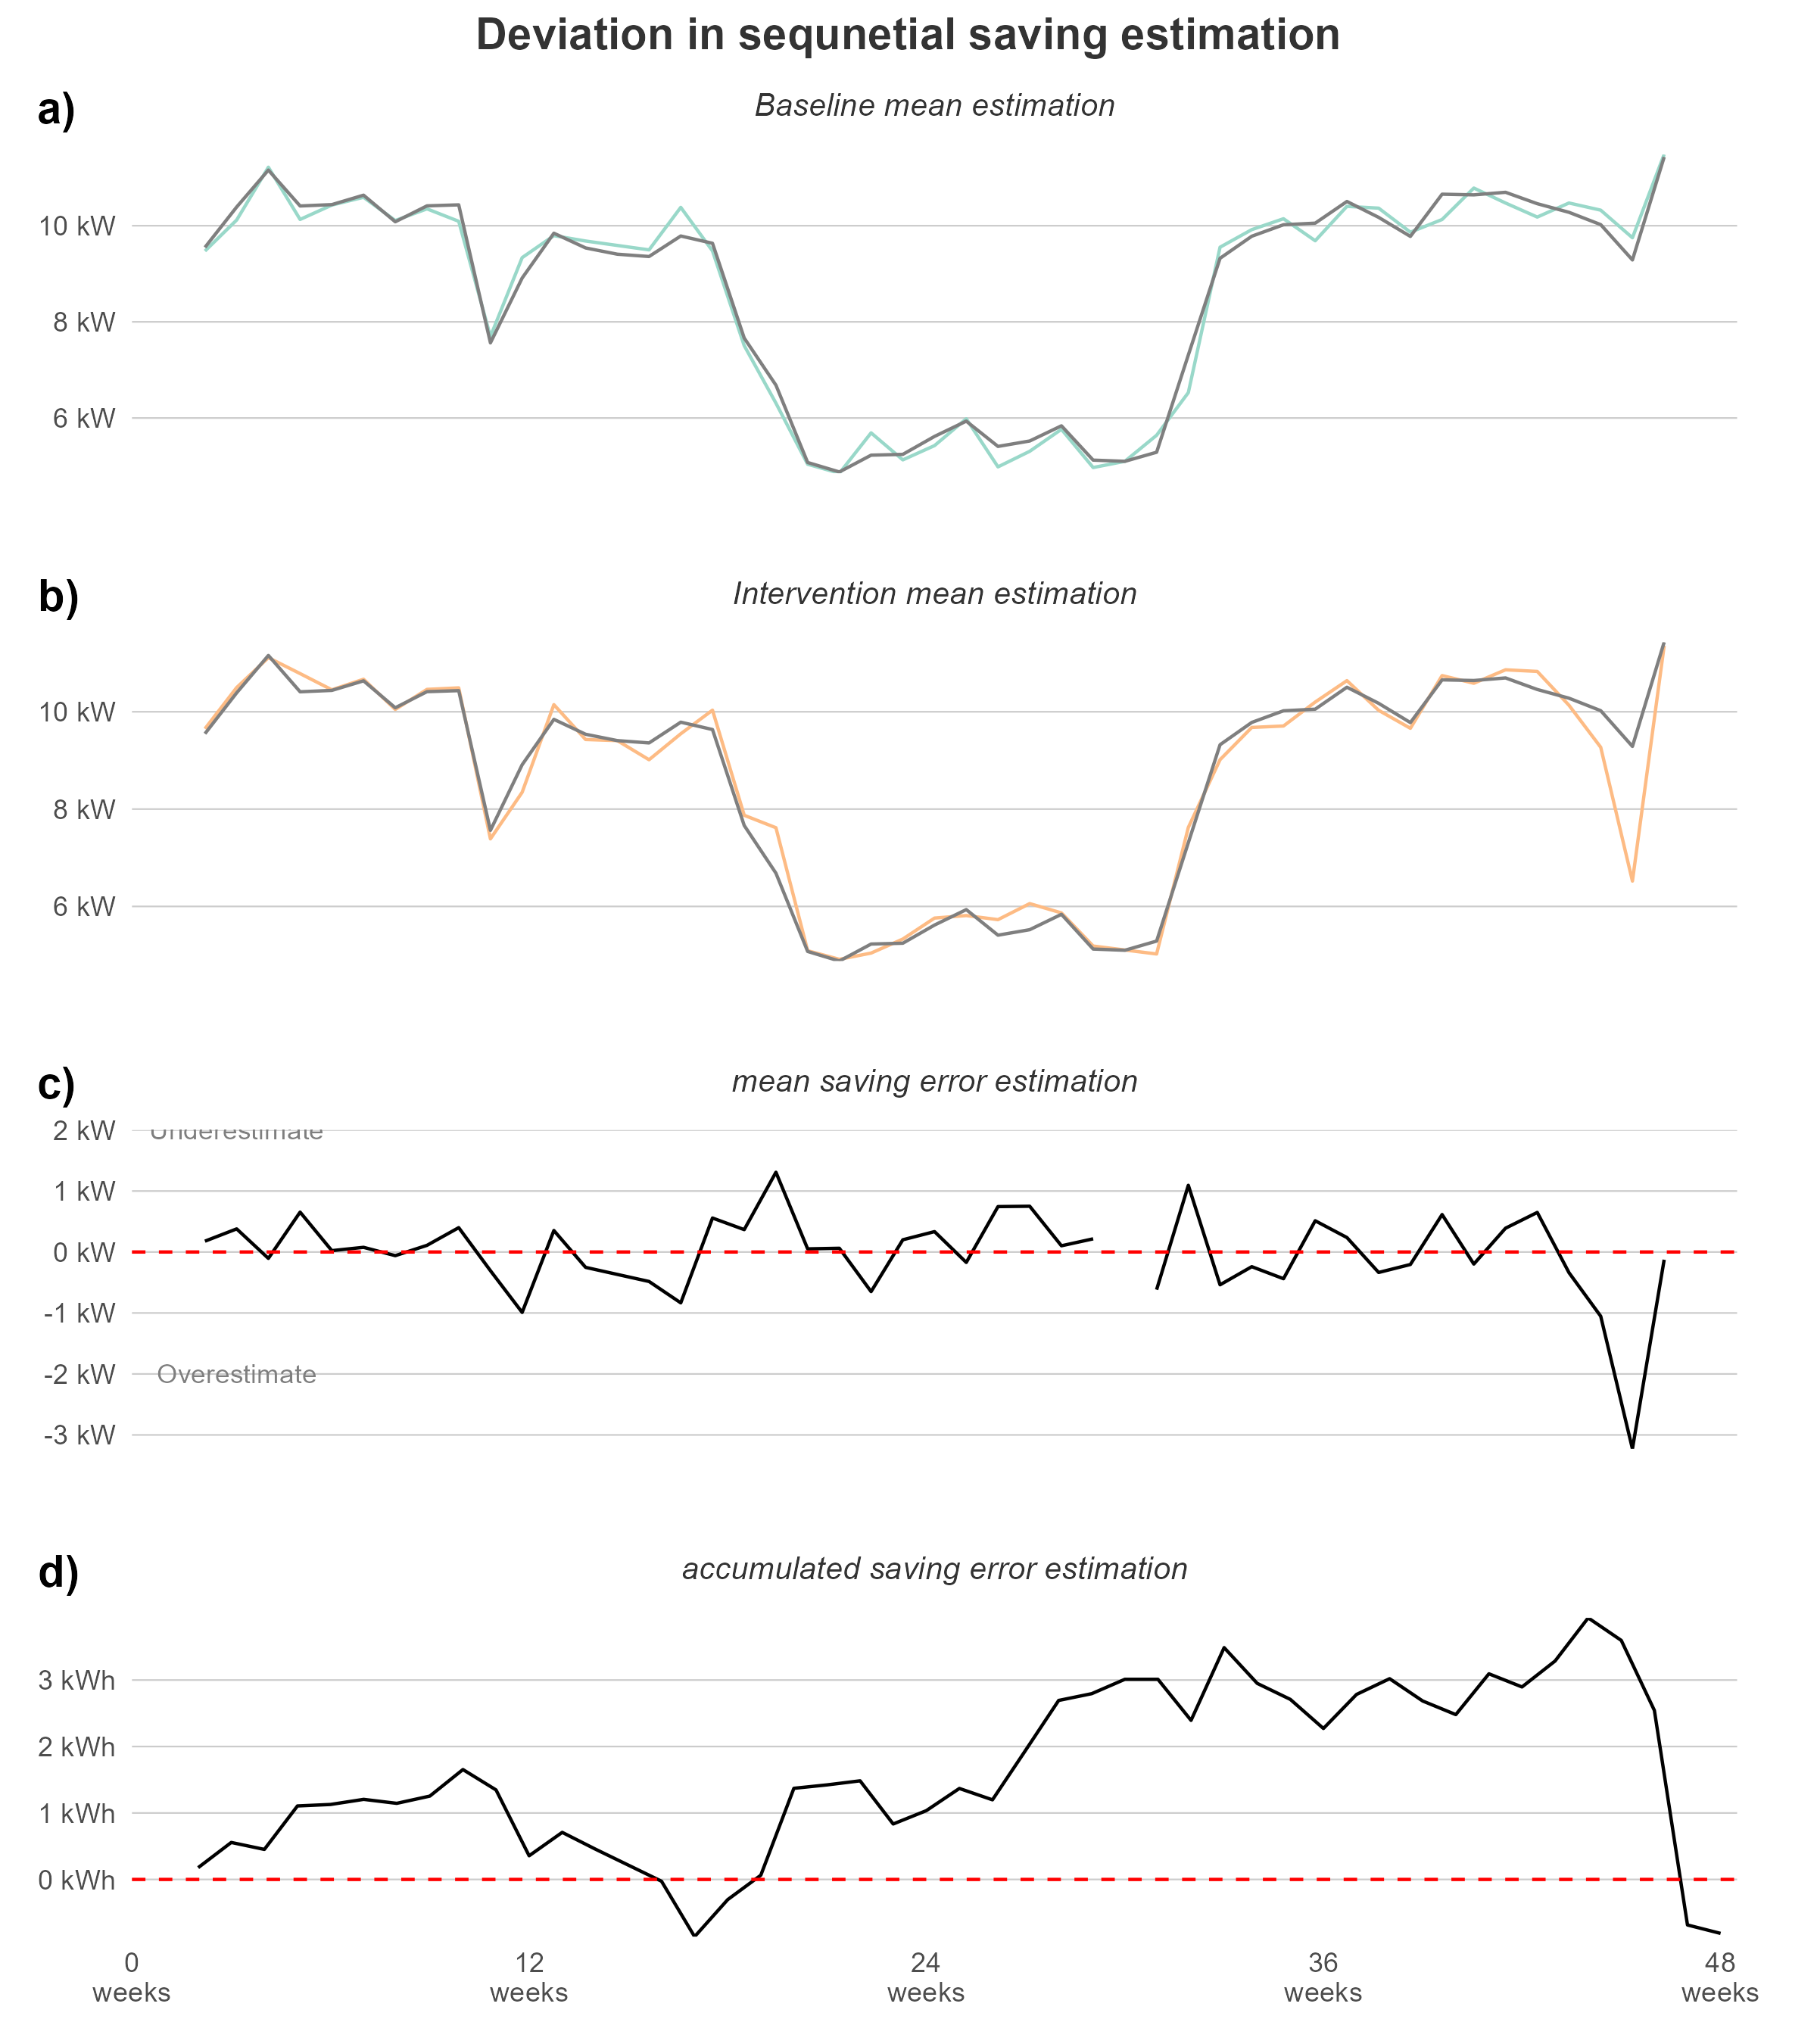 Deviation in sequnetial saving estimation
a)
Baseline mean estimation
10 kW
8 kW
6 kW
b)
Intervention mean estimation
10 kW
8 kW
6 kW
c)
mean saving error estimation
2 kW
Underestimate
1 kW
0 kW
-1 kW
-2 kW
Overestimate
-3 kW
d)
accumulated saving error estimation
3 kWh
2 kWh
1 kWh
0 kWh
0 12 24 36 48
weeks weeks weeks weeks weeks